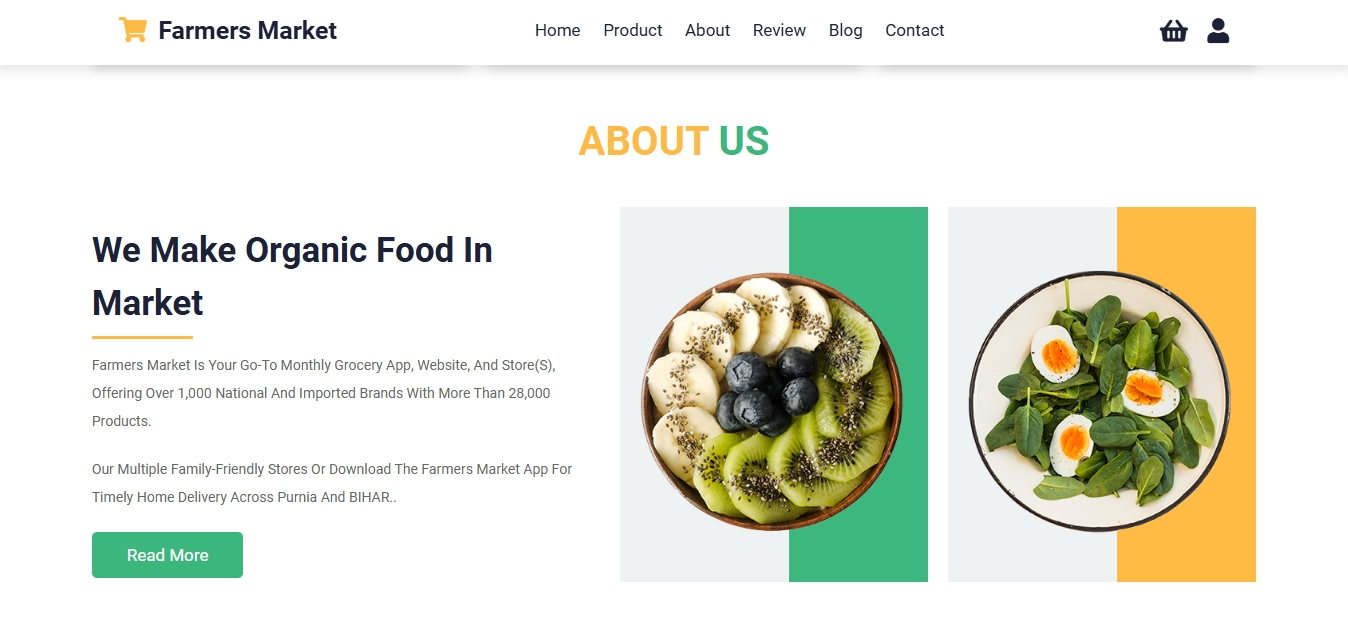 Farmers Market
Home Product About Review Blog Contact
ABOUT US
We Make Organic Food In
Market
Farmers Market Is Your Go-To Monthly Grocery App, Website, And Store(S),
Offering Over 1,000 National And Imported Brands With More Than 28,000
Products.
Our Multiple Family-Friendly Stores Or Download The Farmers Market App For
Timely Home Delivery Across Purnia And BIHAR..
Read More